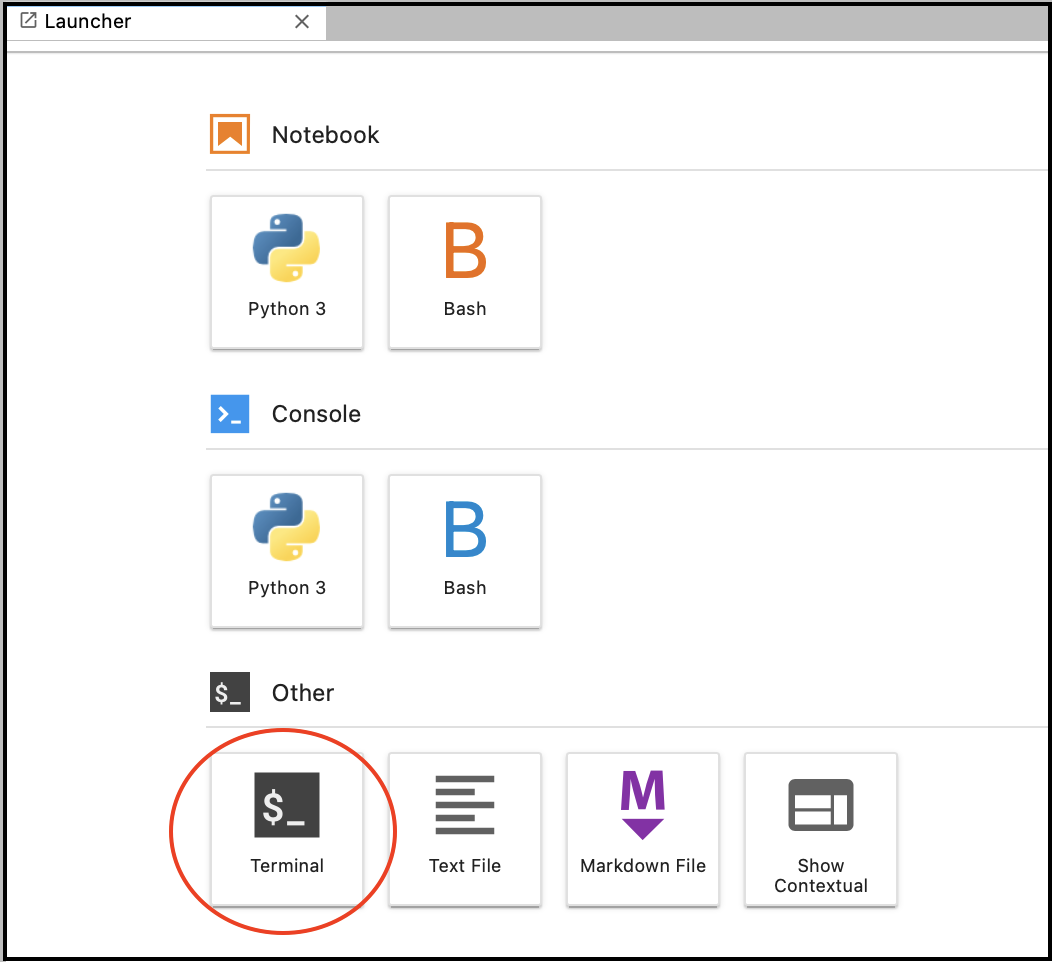 Launcher
Notebook
Python 3
B
Bash
Console
>_
Python 3
B
Bash
$_
Other
$_
Terminal
Text File
M
Markdown File
Show
Contextual